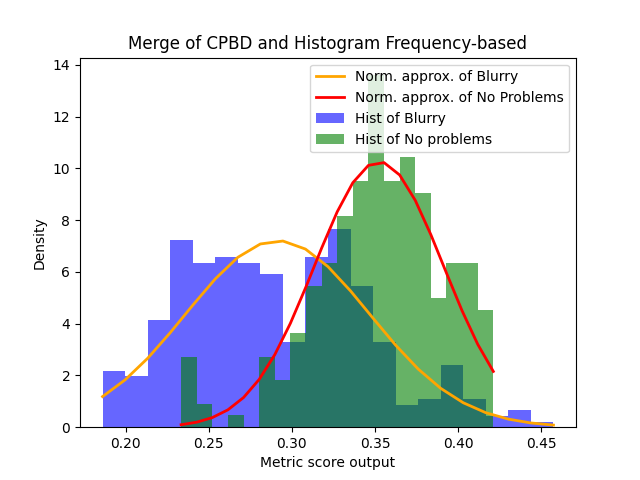 Merge of CPBD and Histogram Frequency-based
Norm. approx. of Blurry
Norm. approx. of No Problems
Hist of Blurry
Hist of No problems
Density
14
12
10
8
6
4
2
0
0.20 0.25 0.30 0.35 0.40 0.45
Metric score output